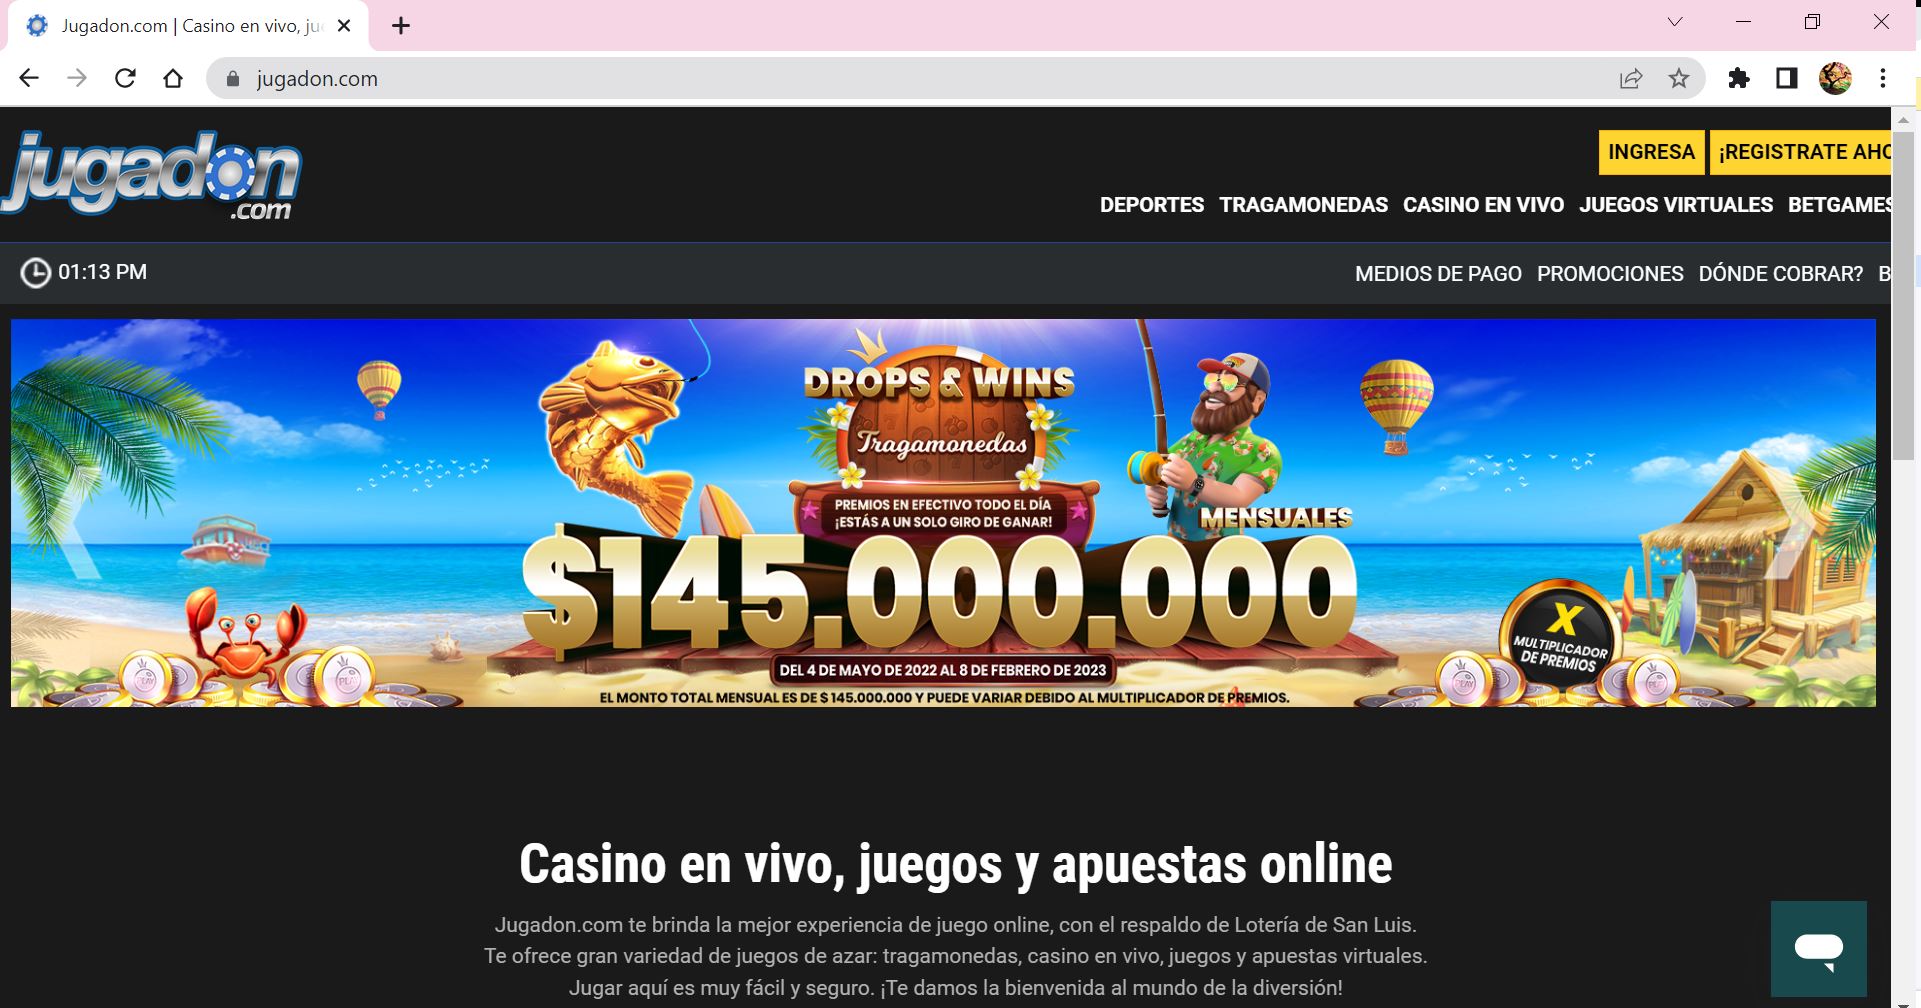 Jugadon.com | Casino en vivo, jue
jugadon.com
jugadon
.com
INGRESA ¡REGISTRATE AHO
DEPORTES TRAGAMONEDAS CASINO EN VIVO JUEGOS VIRTUALES BETGAMES
01:13 PM
MEDIOS DE PAGO PROMOCIONES DÓNDE COBRAR? B
DROPS & WINS
Tragamonedas
PREMIOS EN EFECTIVO TODO EL DÍA
¡ESTÁS A UN SOLO GIRO DE GANAR!
MENSUALES
$145.000.000
X
MULTIPLICADOR
DE PREMIOS
PLAY
PLAY
PLAY
PLAY
DEL 4 DE MAYO DE 2022 AL 8 DE FEBRERO DE 2023
EL MONTO TOTAL MENSUAL ES DE $ 145.000.000 Y PUEDE VARIAR DEBIDO AL MULTIPLICADOR DE PREMIOS.
Casino en vivo, juegos y apuestas online
Jugadon.com te brinda la mejor experiencia de juego online, con el respaldo de Lotería de San Luis.
Te ofrece gran variedad de juegos de azar: tragamonedas, casino en vivo, juegos y apuestas virtuales.
Jugar aquí es muy fácil y seguro. ¡Te damos la bienvenida al mundo de la diversión!